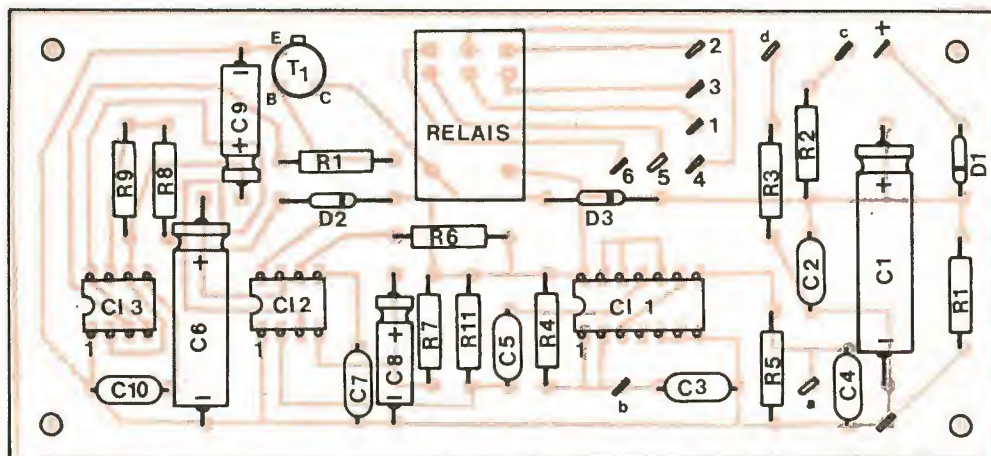 E
T1
B
C
C9
RELAIS
2
3
1
6
5
4
d
c
+
R9
R8
R1
D2
D3
R3
R2
C1
D1
R6
CI 3
C6
CI 2
C8
R7
R11
C5
R4
CI 1
C2
R1
1
1
1
C10
C7
b
C3
R5
a
C4